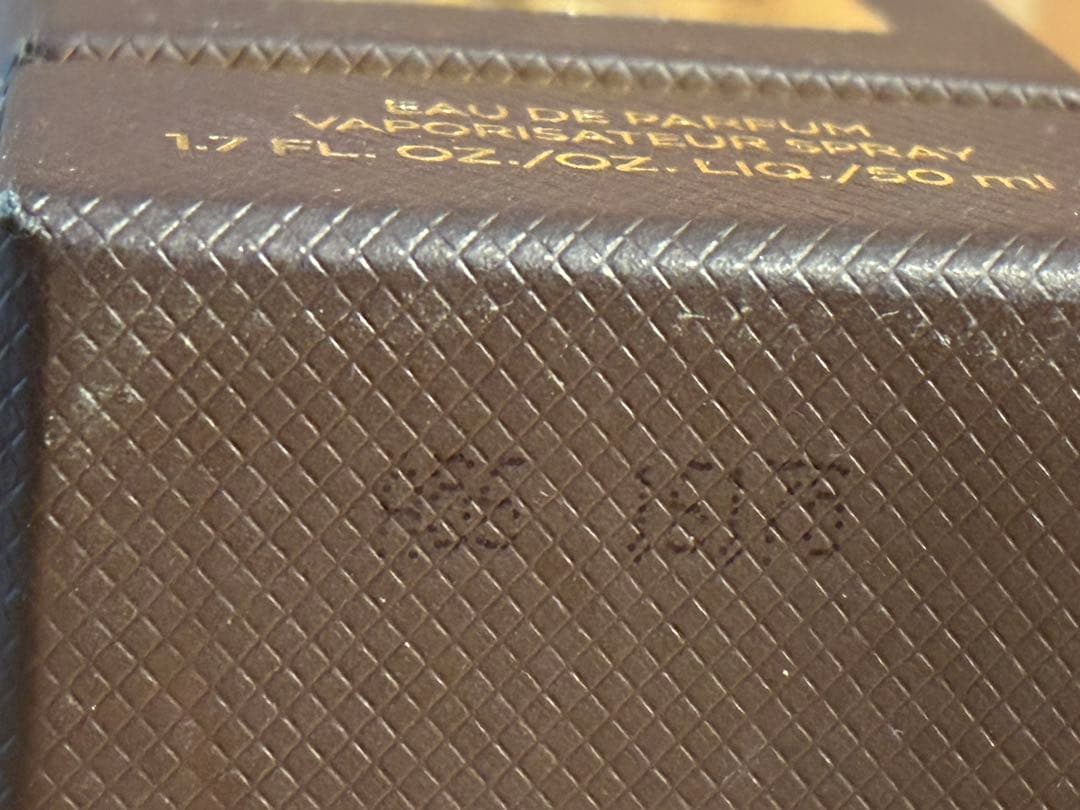 EAU DE PARFUM
VAPORISATEUR SPRAY
1.7 FL. OZ./OZ. LIQ./50 ml